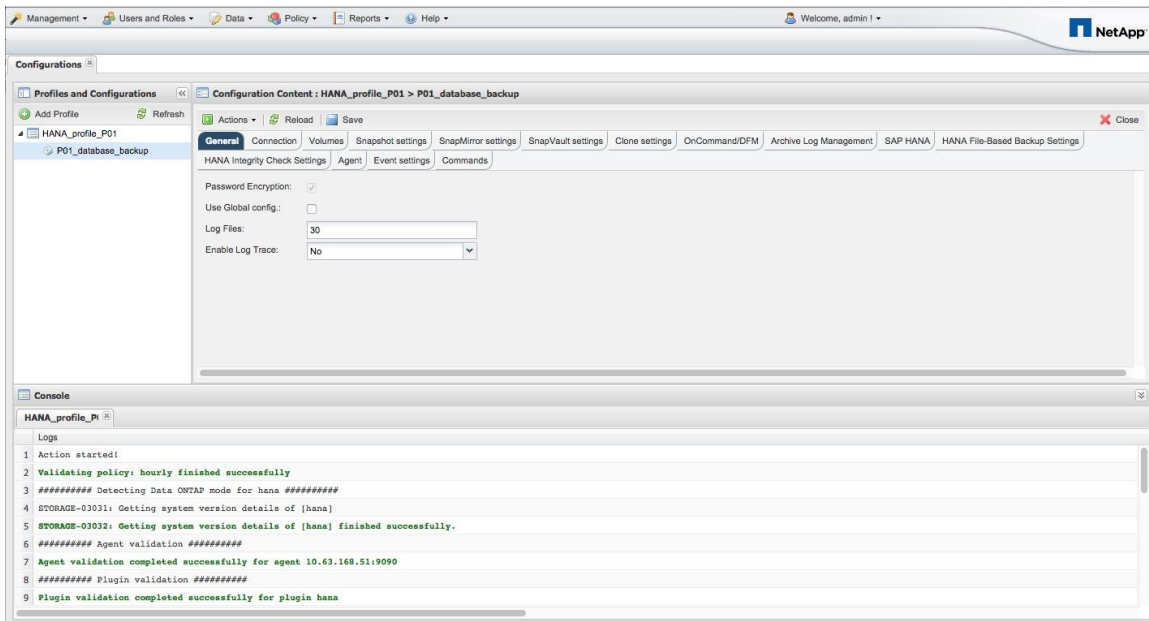 Management Users and Roles Data Policy Reports Help Welcome, admin !
NetApp
Configurations
Profiles and Configurations
Configuration Content : HANA_profile_P01 > P01_database_backup
Add Profile Refresh
Actions Reload Save Close
HANA_profile_P01
P01_database_backup
General Connection Volumes Snapshot settings SnapMirror settings SnapVault settings Clone settings OnCommand/DFM Archive Log Management SAP HANA HANA File-Based Backup Settings
HANA Integrity Check Settings Agent Event settings Commands
Password Encryption:
Use Global config.:
Log Files: 30
Enable Log Trace: No
Console
HANA_profile_P
Logs
1 Action started!
2 Validating policy: hourly finished successfully
3 ########## Detecting Data ONTAP mode for hana ##########
4 STORAGE-03031: Getting system version details of [hana]
5 STORAGE-03032: Getting system version details of [hana] finished successfully.
6 ########## Agent validation ##########
7 Agent validation completed successfully for agent 10.63.168.51:9090
8 ########## Plugin validation ##########
9 Plugin validation completed successfully for plugin hana